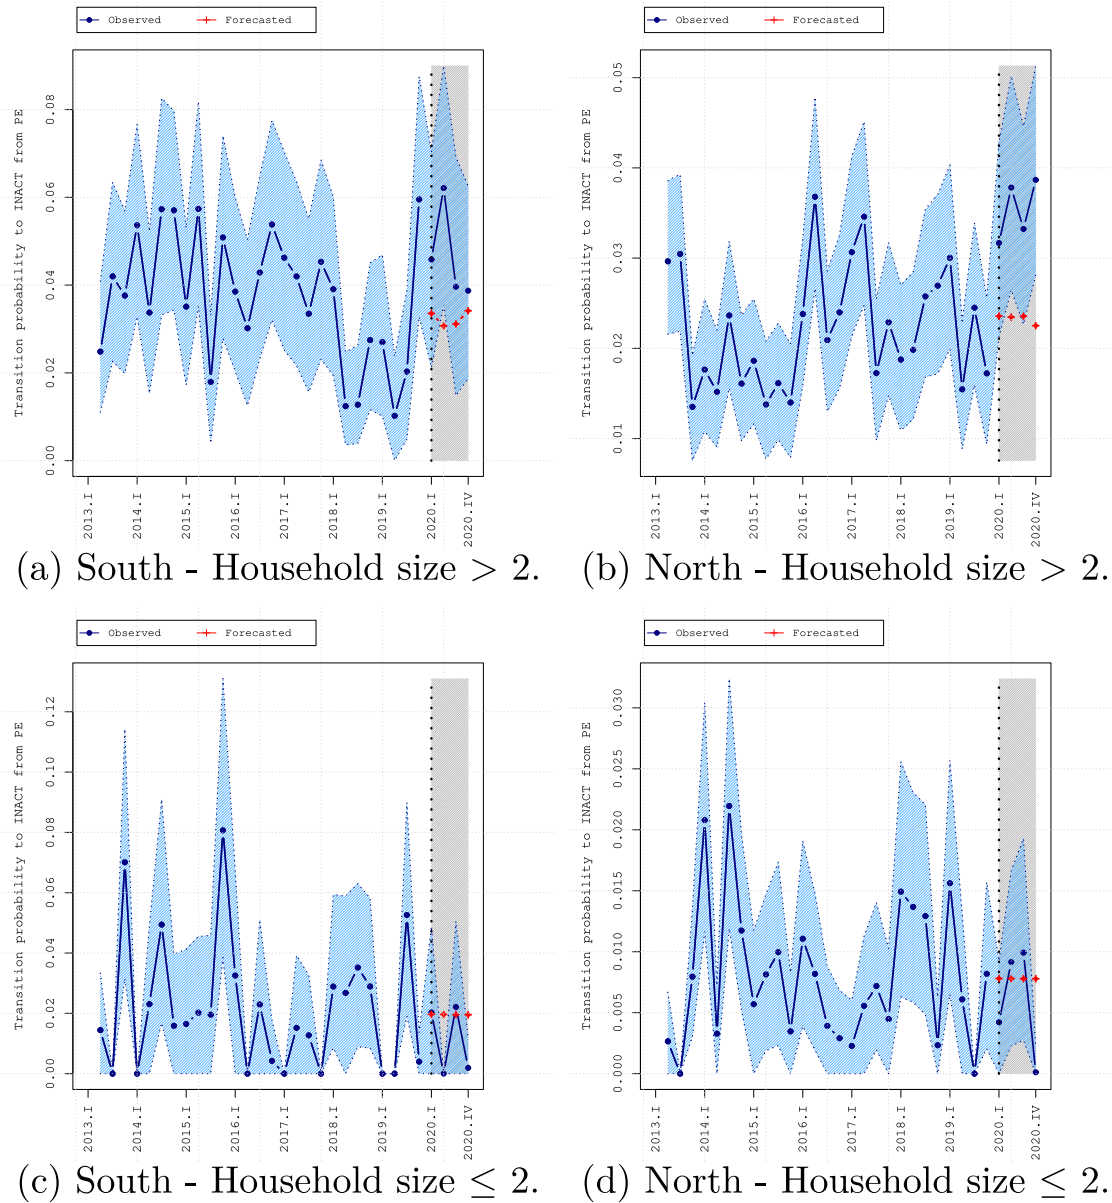 Observed Forecasted
Transition probability to INACT from PE
0.08
0.06
0.04
0.02
0.00
2013.I 2014.I 2015.I 2016.I 2017.I 2018.I 2019.I 2020.I 2020.IV
(a) South - Household size > 2.
Observed Forecasted
Transition probability to INACT from PE
0.05
0.04
0.03
0.02
0.01
2013.I 2014.I 2015.I 2016.I 2017.I 2018.I 2019.I 2020.I 2020.IV
(b) North - Household size > 2.
Observed Forecasted
Transition probability to INACT from PE
0.12
0.10
0.08
0.06
0.04
0.02
0.00
2013.I 2014.I 2015.I 2016.I 2017.I 2018.I 2019.I 2020.I 2020.IV
(c) South - Household size ≤ 2.
Observed Forecasted
Transition probability to INACT from PE
0.030
0.025
0.020
0.015
0.010
0.005
0.000
2013.I 2014.I 2015.I 2016.I 2017.I 2018.I 2019.I 2020.I 2020.IV
(d) North - Household size ≤ 2.